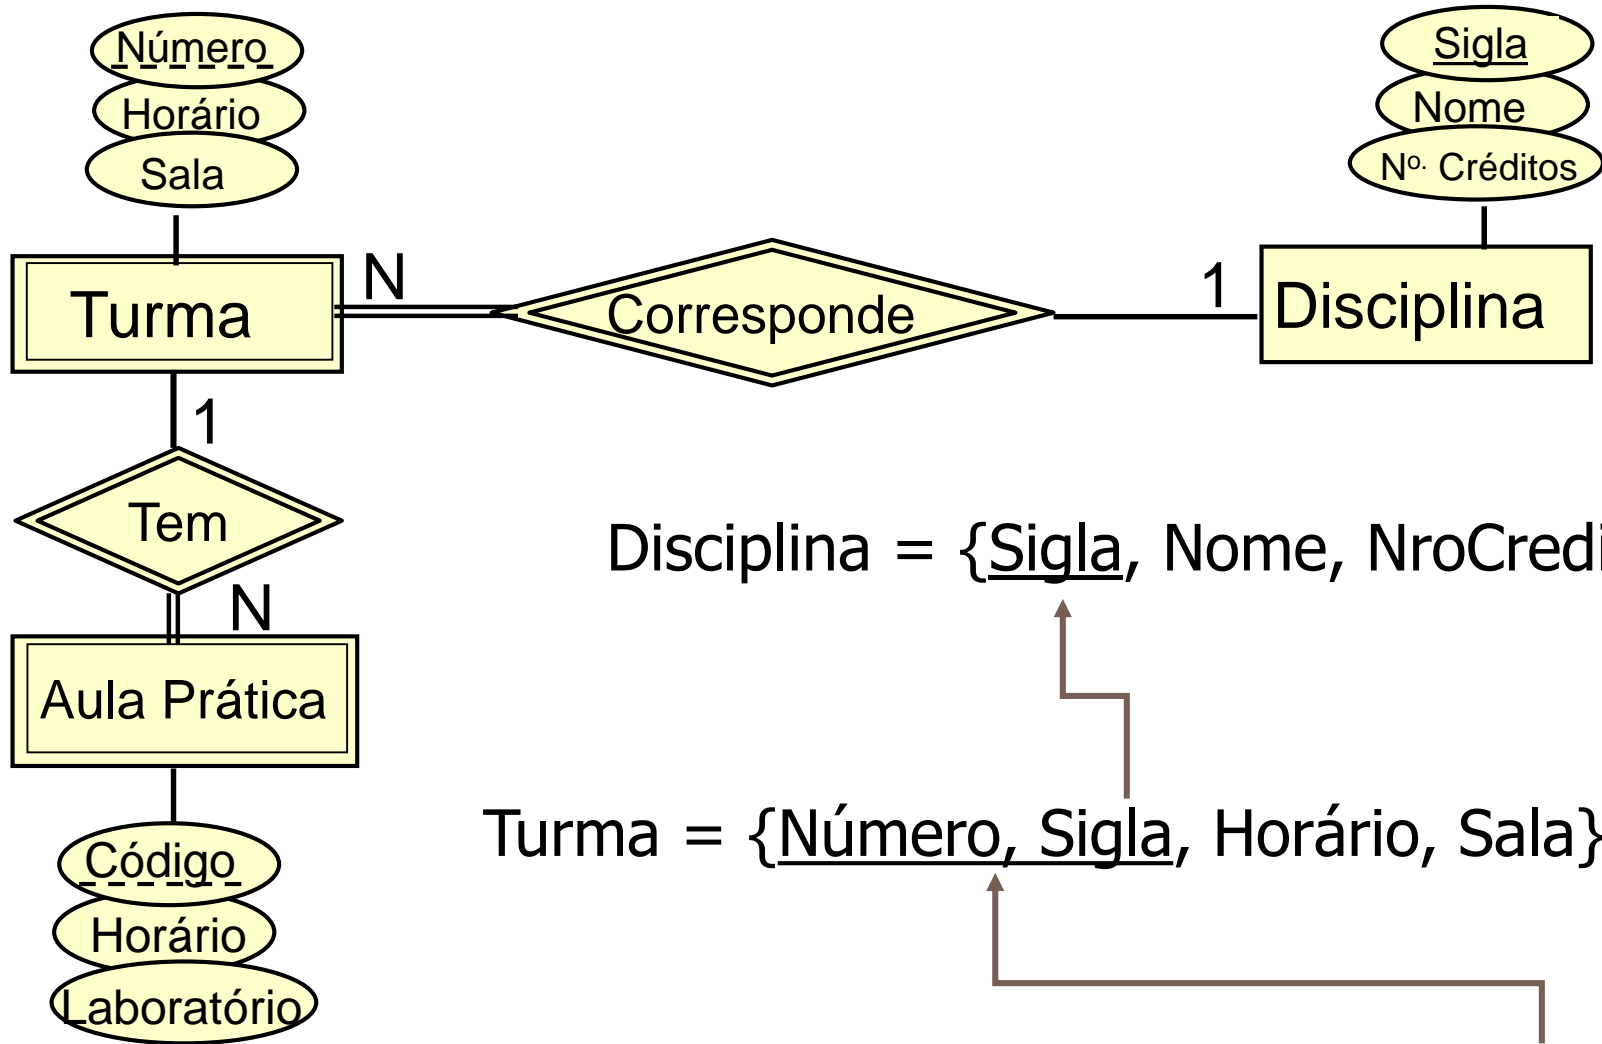 Número
Horário
Sala
Sigla
Nome
Nº. Créditos
Turma
N
Corresponde
1
Disciplina
1
Tem
N
Aula Prática
Código
Horário
Laboratório
Disciplina = {Sigla, Nome, NroCredi
Turma = {Número, Sigla, Horário, Sala}